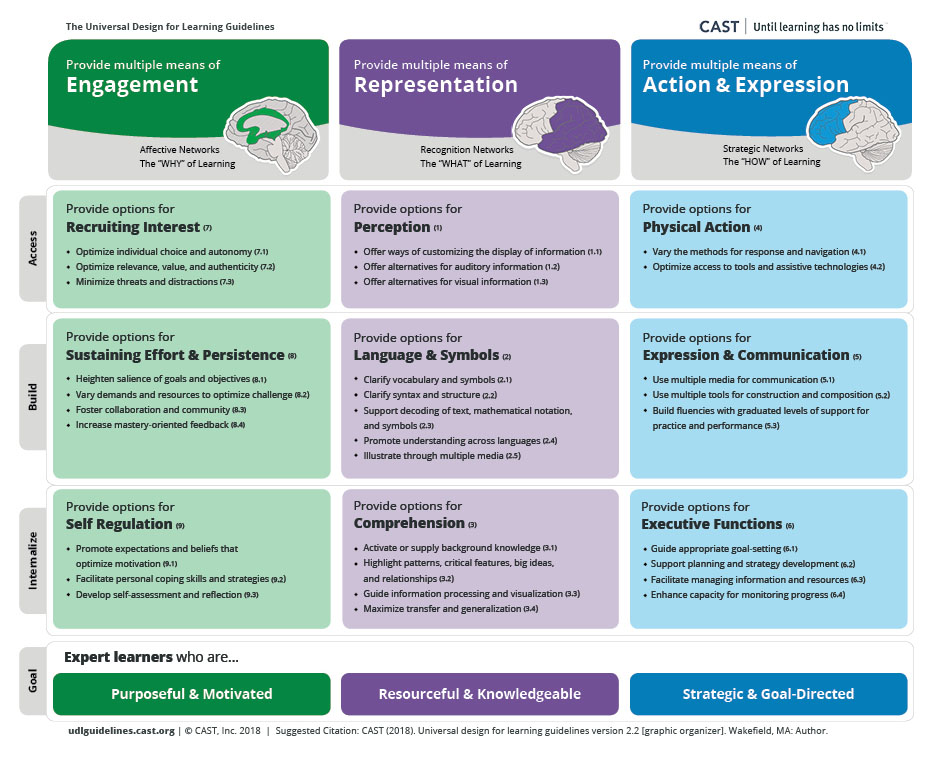 The Universal Design for Learning Guidelines
CAST | Until learning has no limits
Provide multiple means of
Engagement
Affective Networks
The “WHY” of Learning
Provide multiple means of
Representation
Recognition Networks
The “WHAT” of Learning
Provide multiple means of
Action & Expression
Strategic Networks
The “HOW” of Learning
Access
Provide options for
Recruiting Interest (7)
• Optimize individual choice and autonomy (7.1)
• Optimize relevance, value, and authenticity (7.2)
• Minimize threats and distractions (7.3)
Provide options for
Perception (1)
• Offer ways of customizing the display of information (1.1)
• Offer alternatives for auditory information (1.2)
• Offer alternatives for visual information (1.3)
Provide options for
Physical Action (4)
• Vary the methods for response and navigation (4.1)
• Optimize access to tools and assistive technologies (4.2)
Build
Provide options for
Sustaining Effort & Persistence (8)
• Heighten salience of goals and objectives (8.1)
• Vary demands and resources to optimize challenge (8.2)
• Foster collaboration and community (8.3)
• Increase mastery-oriented feedback (8.4)
Provide options for
Language & Symbols (2)
• Clarify vocabulary and symbols (2.1)
• Clarify syntax and structure (2.2)
• Support decoding of text, mathematical notation,
and symbols (2.3)
• Promote understanding across languages (2.4)
• Illustrate through multiple media (2.5)
Provide options for
Expression & Communication (5)
• Use multiple media for communication (5.1)
• Use multiple tools for construction and composition (5.2)
• Build fluencies with graduated levels of support for
practice and performance (5.3)
Internalize
Provide options for
Self Regulation (9)
• Promote expectations and beliefs that
optimize motivation (9.1)
• Facilitate personal coping skills and strategies (9.2)
• Develop self-assessment and reflection (9.3)
Provide options for
Comprehension (3)
• Activate or supply background knowledge (3.1)
• Highlight patterns, critical features, big ideas,
and relationships (3.2)
• Guide information processing and visualization (3.3)
• Maximize transfer and generalization (3.4)
Provide options for
Executive Functions (6)
• Guide appropriate goal-setting (6.1)
• Support planning and strategy development (6.2)
• Facilitate managing information and resources (6.3)
• Enhance capacity for monitoring progress (6.4)
Goal
Expert learners who are...
Purposeful & Motivated
Resourceful & Knowledgeable
Strategic & Goal-Directed
udlguidelines.cast.org | © CAST, Inc. 2018 | Suggested Citation: CAST (2018). Universal design for learning guidelines version 2.2 [graphic organizer]. Wakefield, MA: Author.